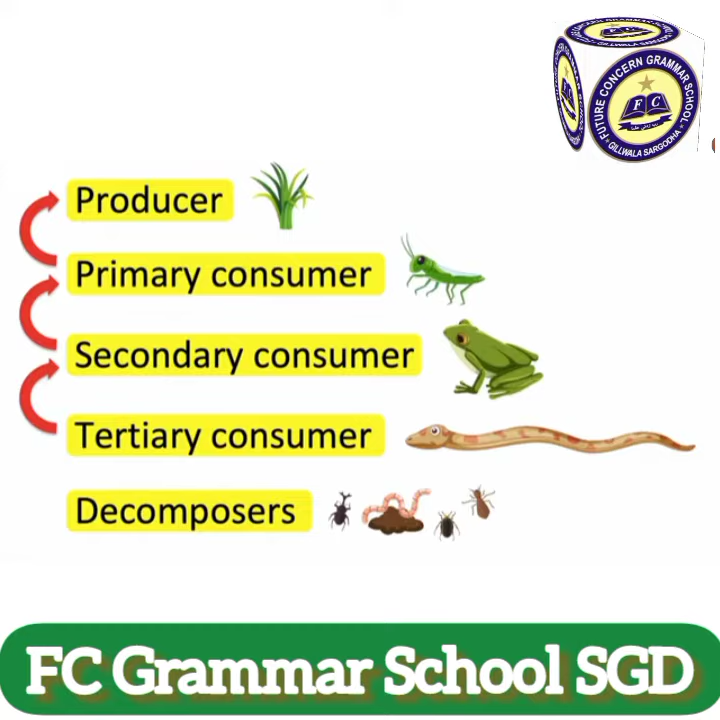 FUTURE CONCERN GRAMMAR SCHOOL
FC
GILLWALA SARGODHA
Producer
Primary consumer
Secondary consumer
Tertiary consumer
Decomposers
FC Grammar School SGD